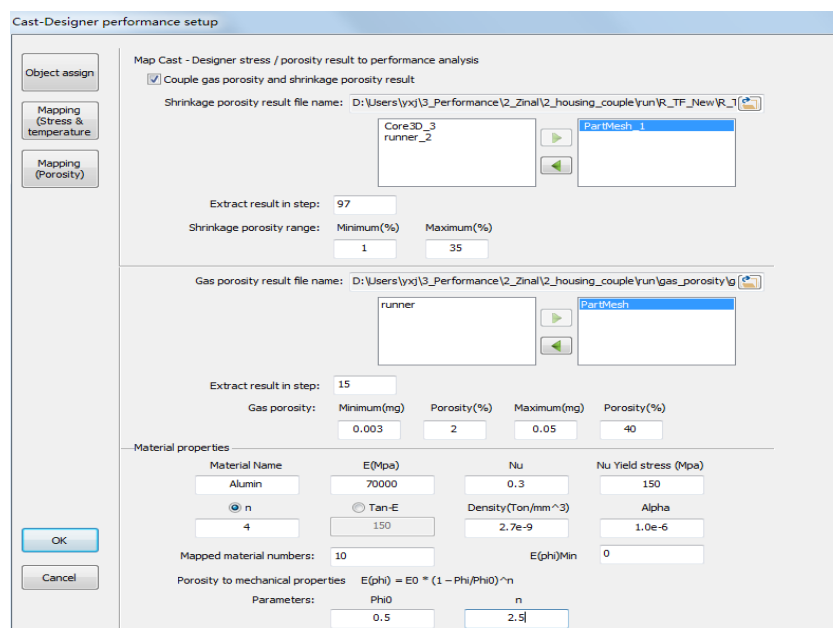 Cast-Designer performance setup
Object assign
Mapping
(Stress &
temperature
Mapping
(Porosity)
OK
Cancel
Map Cast - Designer stress / porosity result to performance analysis
Couple gas porosity and shrinkage porosity result
Shrinkage porosity result file name: D:\Users\yxj\3_Performance\2_Zinal\2_housing_couple\run\R_TF_New\R_T
Core3D_3
runner_2
PartMesh_1
Extract result in step: 97
Shrinkage porosity range: Minimum(%) Maximum(%)
1 35
Gas porosity result file name: D:\Users\yxj\3_Performance\2_Zinal\2_housing_couple\run\gas_porosity\g
runner
PartMesh
Extract result in step: 15
Gas porosity: Minimum(mg) Porosity(%) Maximum(mg) Porosity(%)
0.003 2 0.05 40
Material properties
Material Name E(Mpa) Nu Nu Yield stress (Mpa)
Alumin 70000 0.3 150
n Tan-E Density(Ton/mm^3) Alpha
4 150 2.7e-9 1.0e-6
Mapped material numbers: 10 E(phi)Min 0
Porosity to mechanical properties E(phi) = E0 * (1 - Phi/Phi0)^n
Parameters: Phi0 n
0.5 2.5